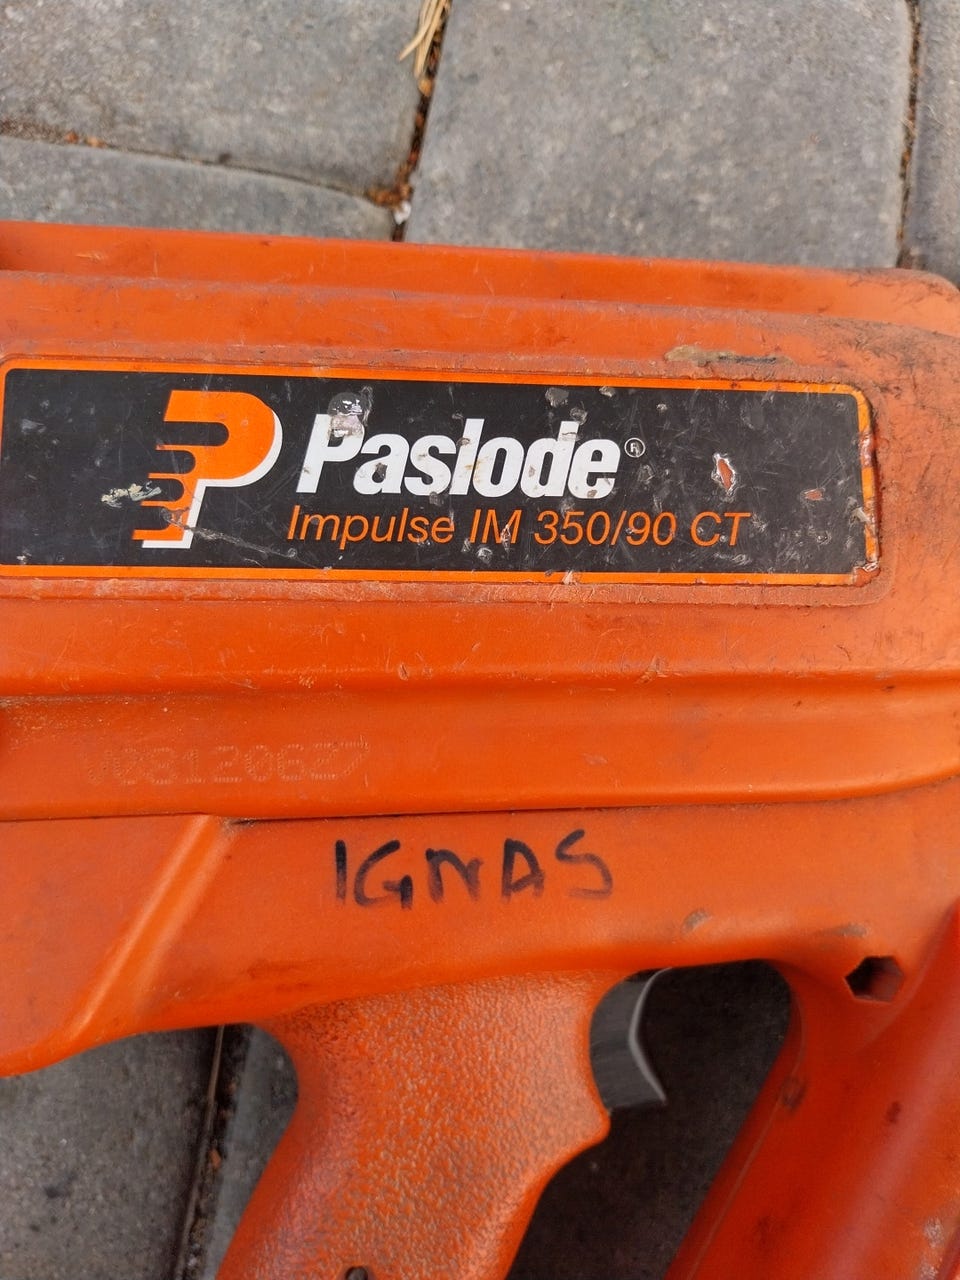 Paslode®
Impulse IM 350/90 CT
IGNAS